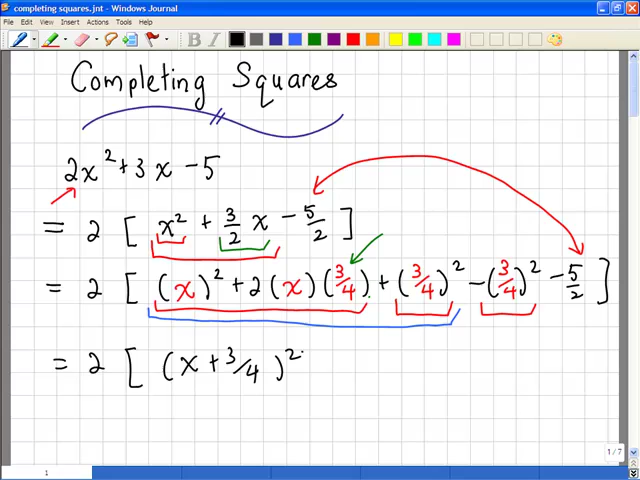 completing squares.jnt - Windows Journal
File Edit View Insert Actions Tools Help
Completing Squares
2x² + 3x - 5
= 2 [ x² + 3/2 x - 5/2 ]
= 2 [ (x)² + 2(x)(3/4) + (3/4)² - (3/4)² - 5/2 ]
= 2 [ (x + 3/4)²
1/7
1